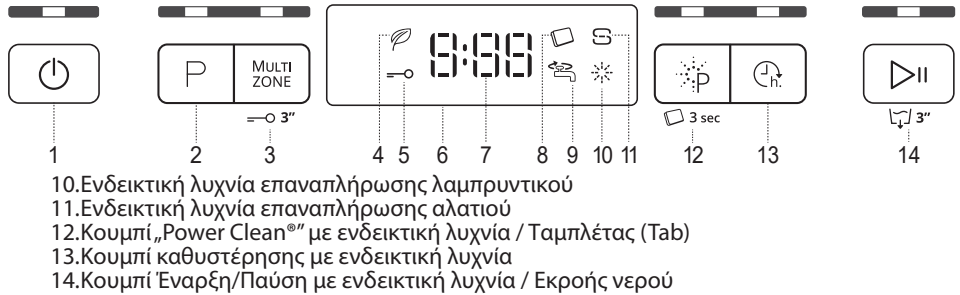 8:88
P
MULTI
ZONE
P
h.
3”
3 sec
3”
1 2 3 4 5 6 7 8 9 10 11 12 13 14
10.Ενδεικτική λυχνία επαναπλήρωσης λαμπρυντικού
11.Ενδεικτική λυχνία επαναπλήρωσης αλατιού
12.Κουμπί „Power Clean®” με ενδεικτική λυχνία / Ταμπλέτας (Tab)
13.Κουμπί καθυστέρησης με ενδεικτική λυχνία
14.Κουμπί Έναρξη/Παύση με ενδεικτική λυχνία / Εκροής νερού